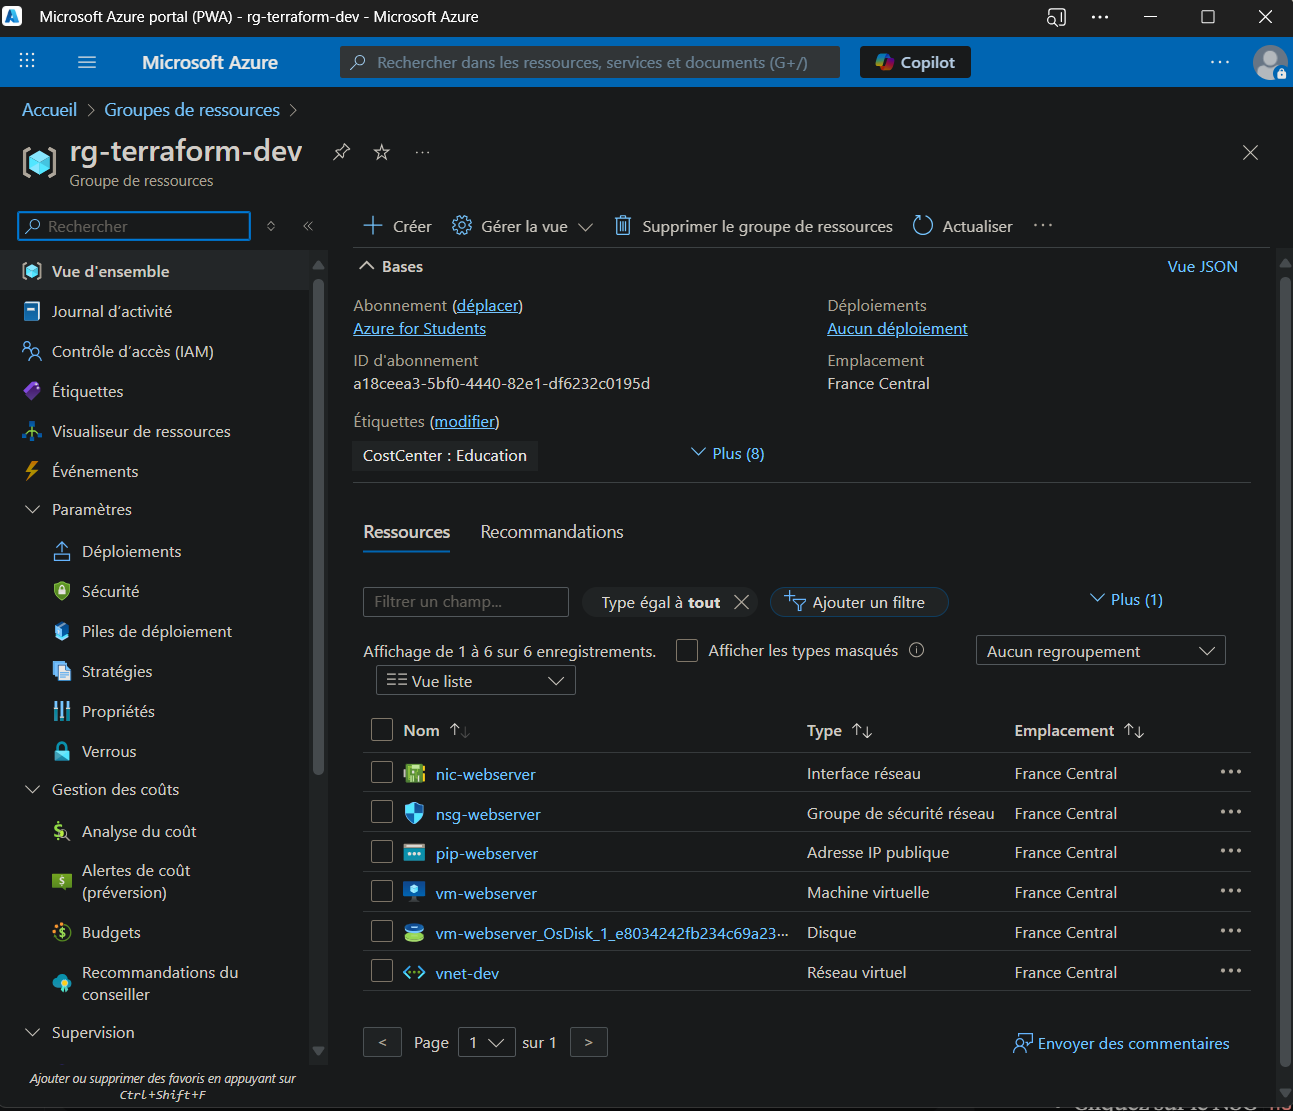 Microsoft Azure portal (PWA) - rg-terraform-dev - Microsoft Azure
Microsoft Azure
Rechercher dans les ressources, services et documents (G+/)
Copilot
Accueil > Groupes de ressources >
rg-terraform-dev
Groupe de ressources
Rechercher
Vue d'ensemble
Journal d’activité
Contrôle d’accès (IAM)
Étiquettes
Visualiseur de ressources
Événements
Paramètres
Déploiements
Sécurité
Piles de déploiement
Stratégies
Propriétés
Verrous
Gestion des coûts
Analyse du coût
Alertes de coût
(préversion)
Budgets
Recommandations du
conseiller
Supervision
Ajouter ou supprimer des favoris en appuyant sur
Ctrl+Shift+F
Créer
Gérer la vue
Supprimer le groupe de ressources
Actualiser
Bases
Vue JSON
Abonnement (déplacer)
Azure for Students
ID d'abonnement
a18ceea3-5bf0-4440-82e1-df6232c0195d
Déploiements
Aucun déploiement
Emplacement
France Central
Étiquettes (modifier)
CostCenter : Education
Plus (8)
Ressources
Recommandations
Filtrer un champ...
Type égal à tout
Ajouter un filtre
Plus (1)
Affichage de 1 à 6 sur 6 enregistrements.
Afficher les types masqués
Aucun regroupement
Vue liste
Nom Type Emplacement
nic-webserver Interface réseau France Central
nsg-webserver Groupe de sécurité réseau France Central
pip-webserver Adresse IP publique France Central
vm-webserver Machine virtuelle France Central
vm-webserver_OsDisk_1_e8034242fb234c69a23... Disque France Central
vnet-dev Réseau virtuel France Central
< Page 1 sur 1 >
Envoyer des commentaires